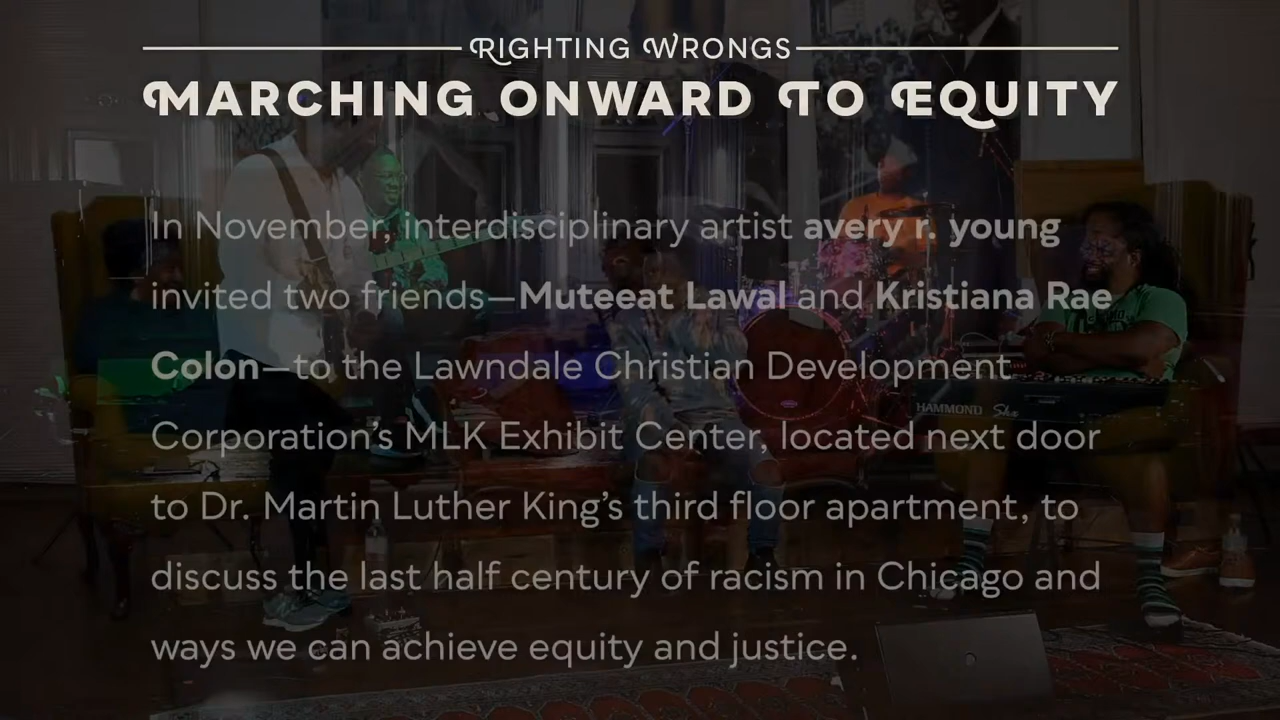 RIGHTING WRONGS
MARCHING ONWARD TO EQUITY
In November, interdisciplinary artist avery r. young
invited two friends—Muteeat Lawal and Kristiana Rae
Colon—to the Lawndale Christian Development
Corporation’s MLK Exhibit Center, located next door
to Dr. Martin Luther King’s third floor apartment, to
discuss the last half century of racism in Chicago and
ways we can achieve equity and justice.
HAMMOND